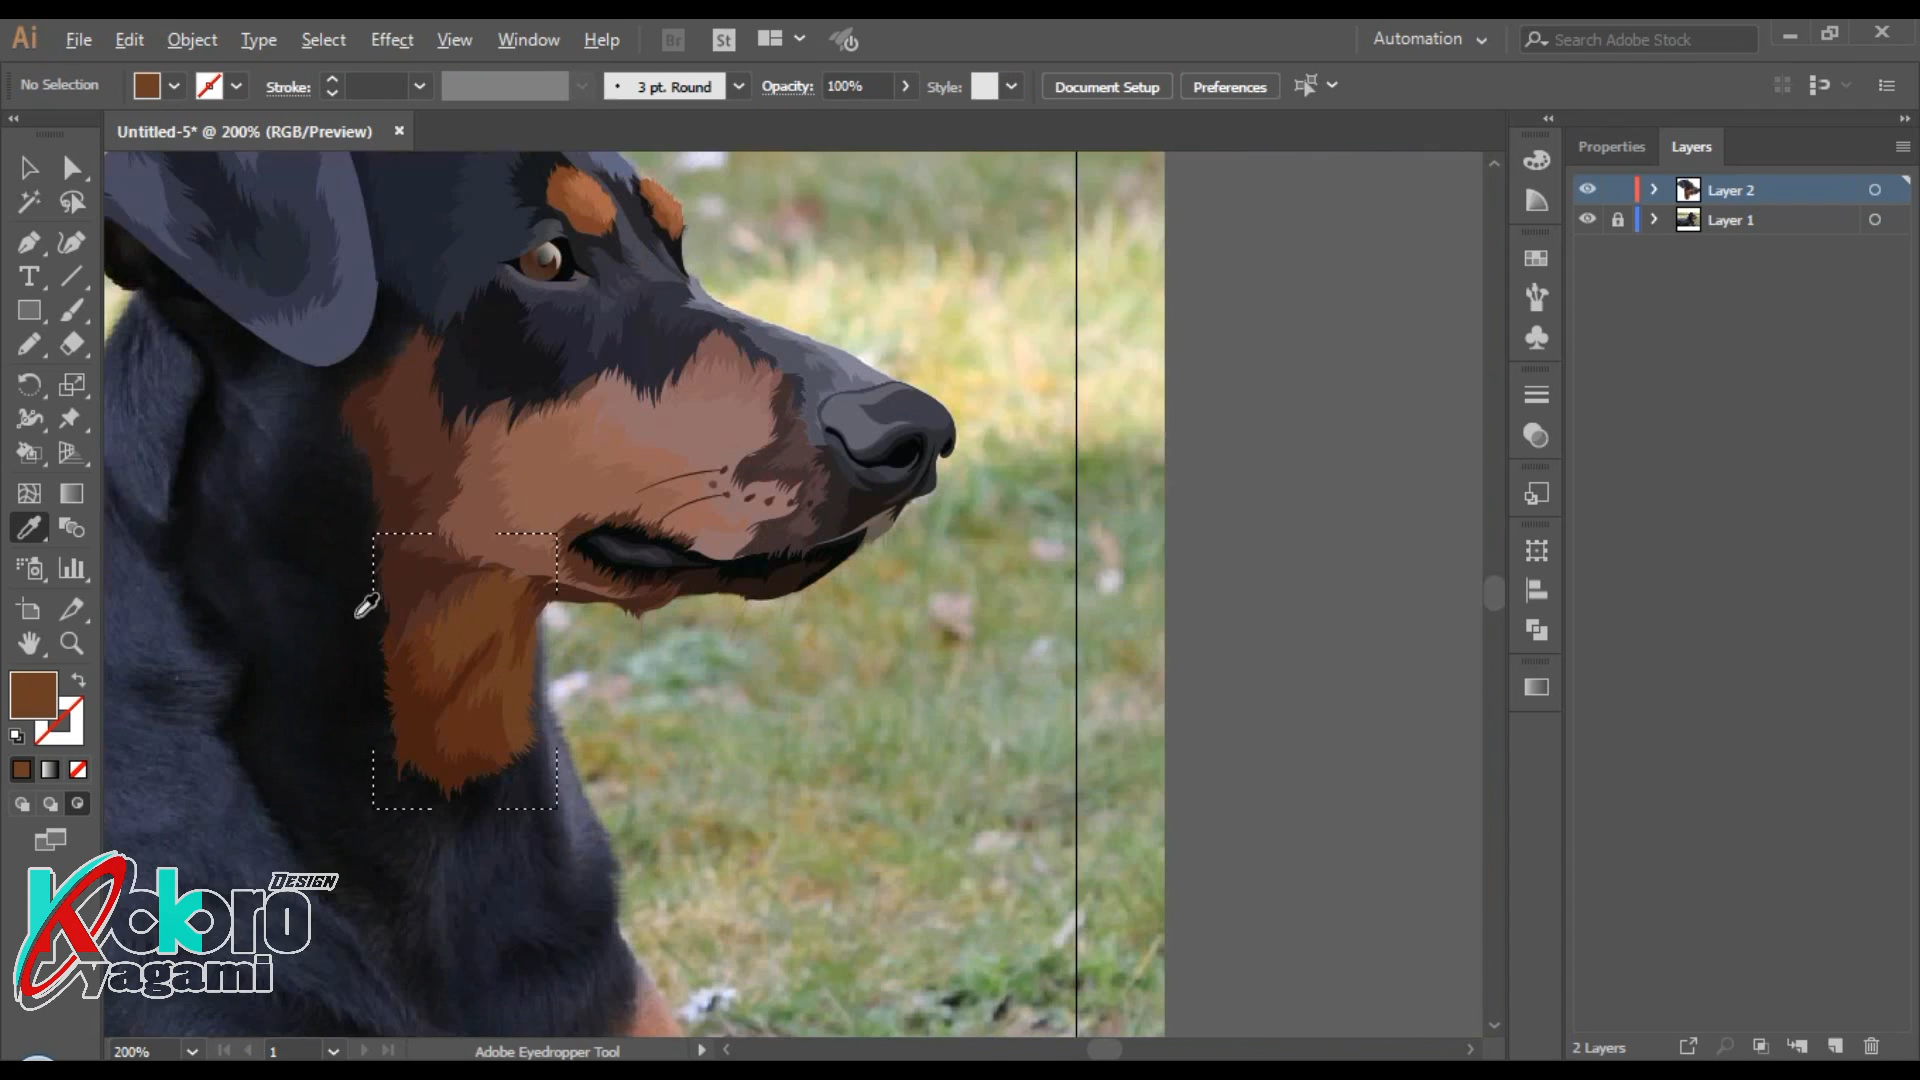 Ai File Edit Object Type Select Effect View Window Help Br St Automation Search Adobe Stock
No Selection Stroke: 3 pt. Round Opacity: 100% Style: Document Setup Preferences
Untitled-5* @ 200% (RGB/Preview)
Properties Layers
Layer 2
Layer 1
DESIGN
Kokoro
yagami
200% 1 Adobe Eyedropper Tool
2 Layers